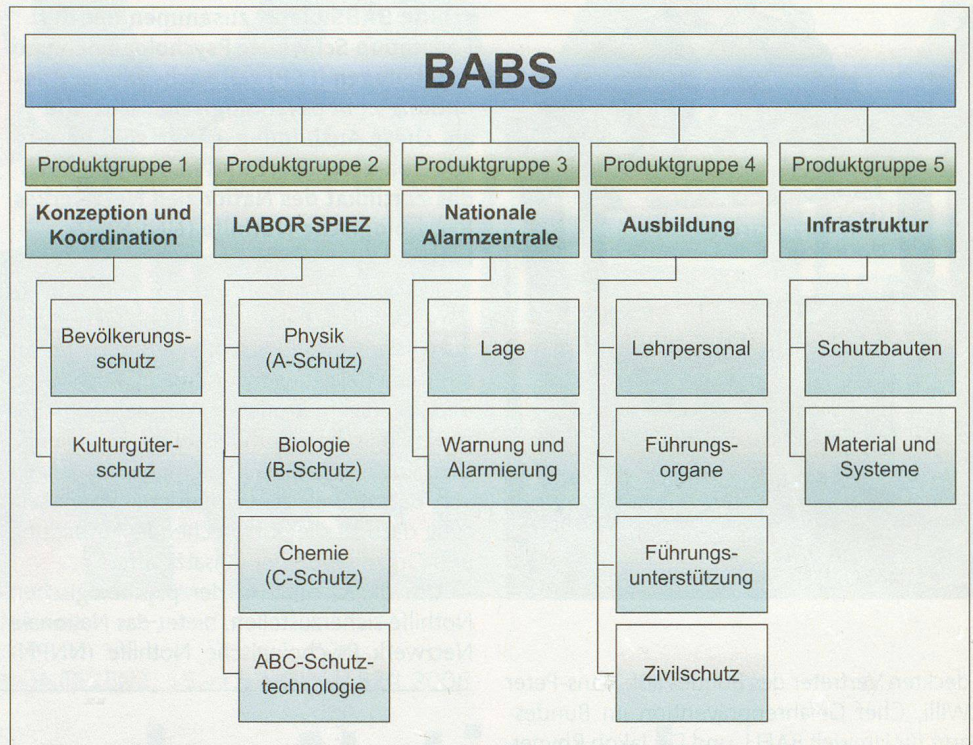 BABS
Produktgruppe 1
Konzeption und
Koordination
Bevölkerungs-
schutz
Kulturgüter-
schutz
Produktgruppe 2
LABOR SPIEZ
Physik
(A-Schutz)
Biologie
(B-Schutz)
Chemie
(C-Schutz)
ABC-Schutz-
technologie
Produktgruppe 3
Nationale
Alarmzentrale
Lage
Warnung und
Alarmierung
Produktgruppe 4
Ausbildung
Lehrpersonal
Führungs-
organe
Führungs-
unterstützung
Zivilschutz
Produktgruppe 5
Infrastruktur
Schutzbauten
Material und
Systeme